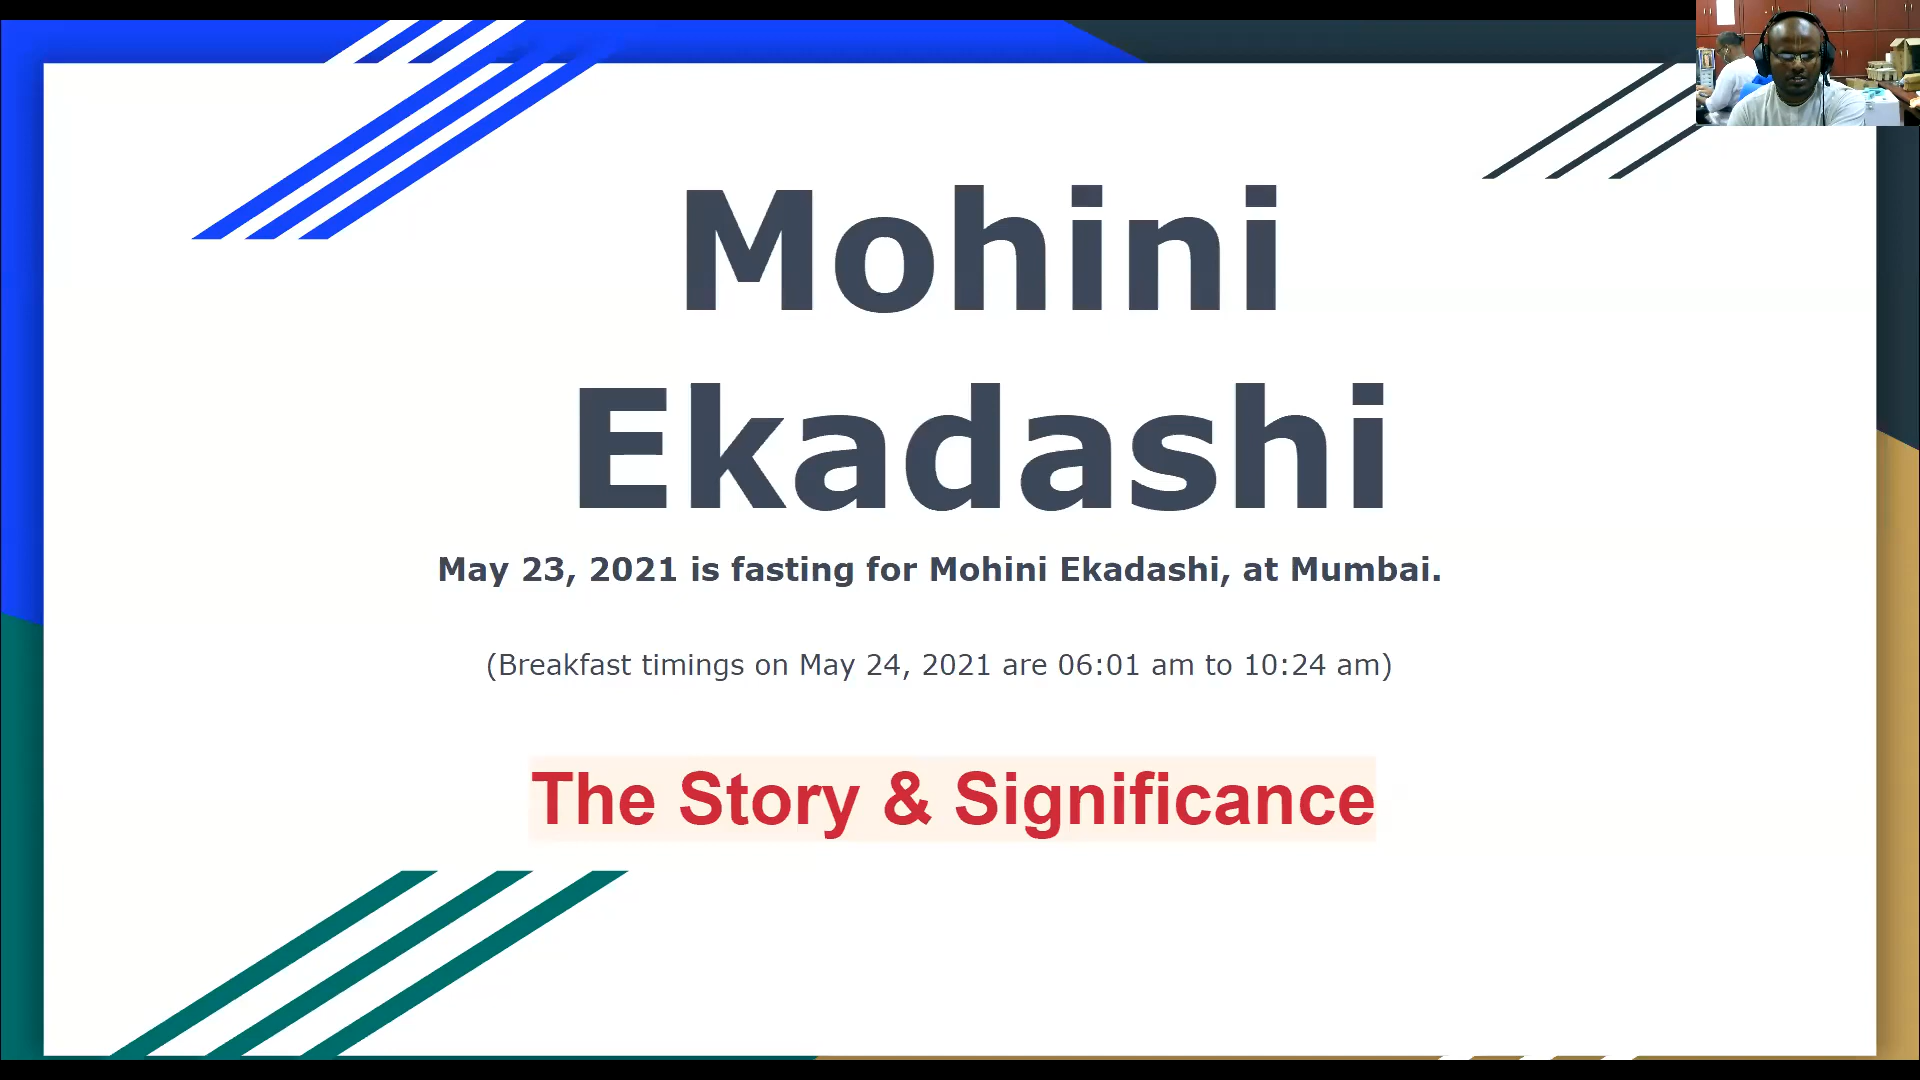 Mohini
Ekadashi
May 23, 2021 is fasting for Mohini Ekadashi, at Mumbai.
(Breakfast timings on May 24, 2021 are 06:01 am to 10:24 am)
The Story & Significance